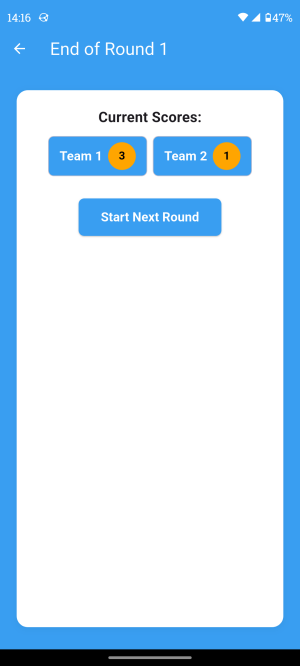 14:16
47%
End of Round 1
Current Scores:
Team 1 3
Team 2 1
Start Next Round